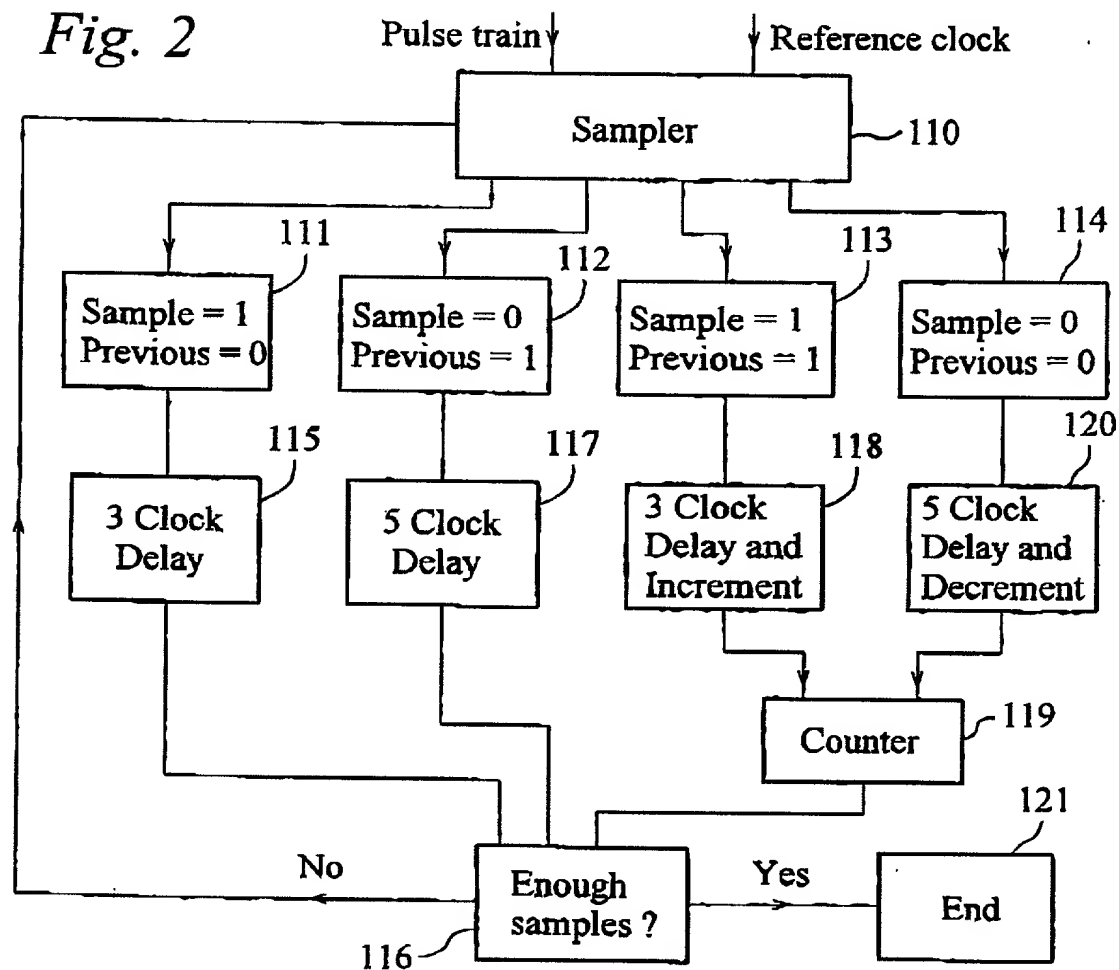 Fig. 2
Pulse train
Reference clock
Sampler
110
111
112
113
114
Sample = 1
Previous = 0
Sample = 0
Previous = 1
Sample = 1
Previous = 1
Sample = 0
Previous = 0
115
117
118
120
3 Clock
Delay
5 Clock
Delay
3 Clock
Delay and
Increment
5 Clock
Delay and
Decrement
119
Counter
121
No
Enough
samples ?
Yes
End
116